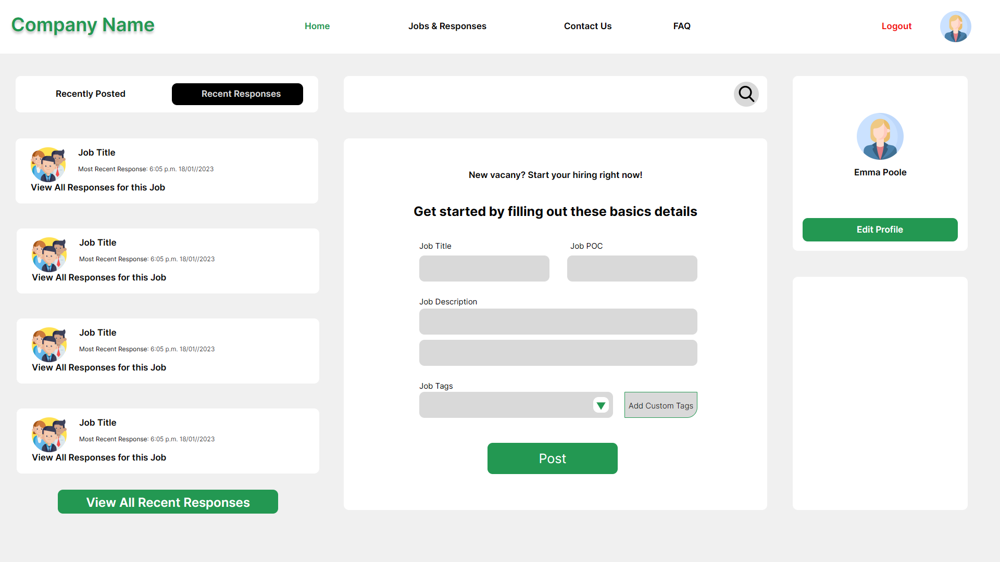 Company Name
Home
Jobs & Responses
Contact Us
FAQ
Logout
Recently Posted
Recent Responses
Job Title
Most Recent Response: 6:05 p.m. 18/01//2023
View All Responses for this Job
Job Title
Most Recent Response: 6:05 p.m. 18/01//2023
View All Responses for this Job
Job Title
Most Recent Response: 6:05 p.m. 18/01//2023
View All Responses for this Job
Job Title
Most Recent Response: 6:05 p.m. 18/01//2023
View All Responses for this Job
View All Recent Responses
New vacany? Start your hiring right now!
Get started by filling out these basics details
Job Title
Job POC
Job Description
Job Tags
Add Custom Tags
Post
Emma Poole
Edit Profile